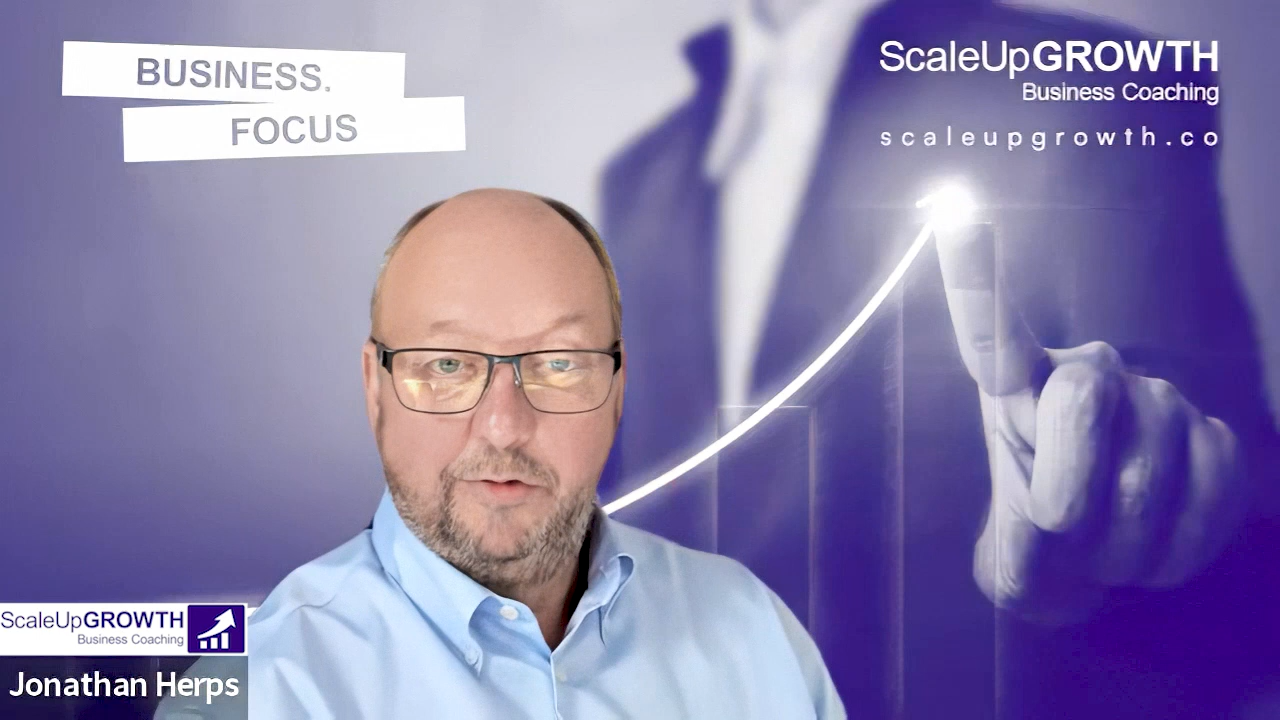 BUSINESS.
FOCUS
ScaleUpGROWTH
Business Coaching
scaleupgrowth.co
ScaleUpGROWTH
Business Coaching
Jonathan Herps